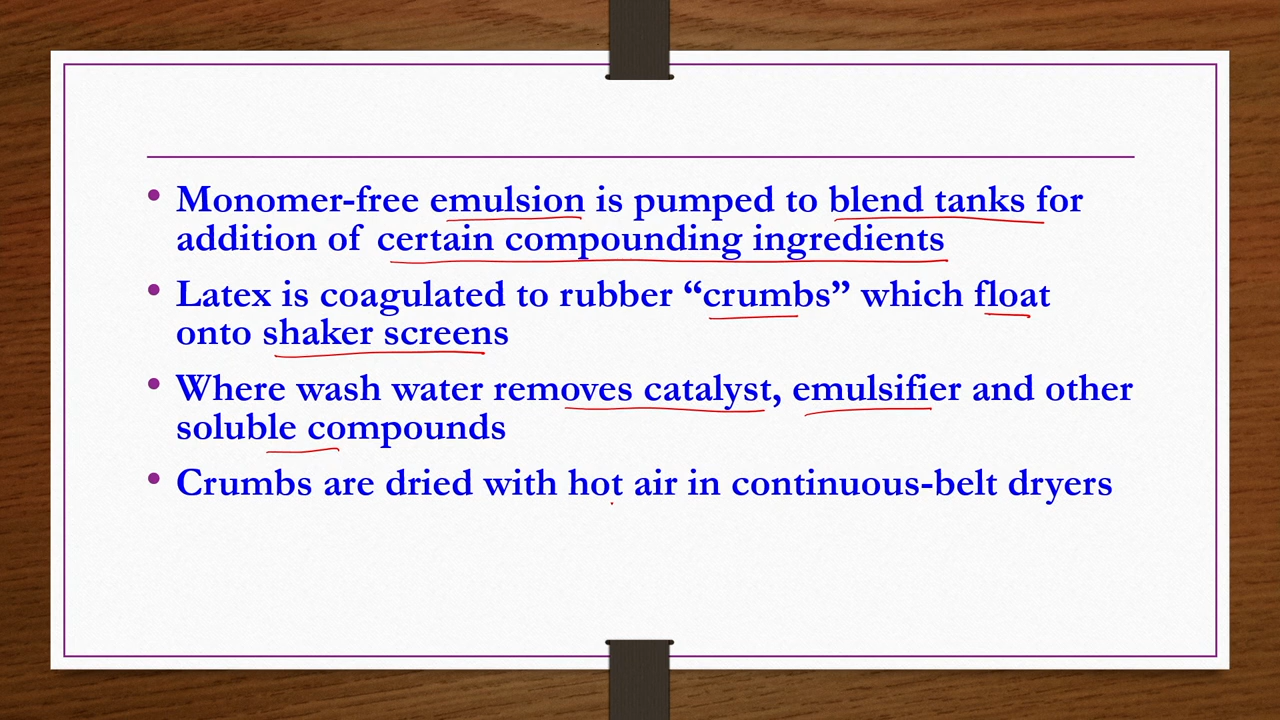 • Monomer-free emulsion is pumped to blend tanks for
addition of certain compounding ingredients
• Latex is coagulated to rubber “crumbs” which float
onto shaker screens
• Where wash water removes catalyst, emulsifier and other
soluble compounds
• Crumbs are dried with hot air in continuous-belt dryers